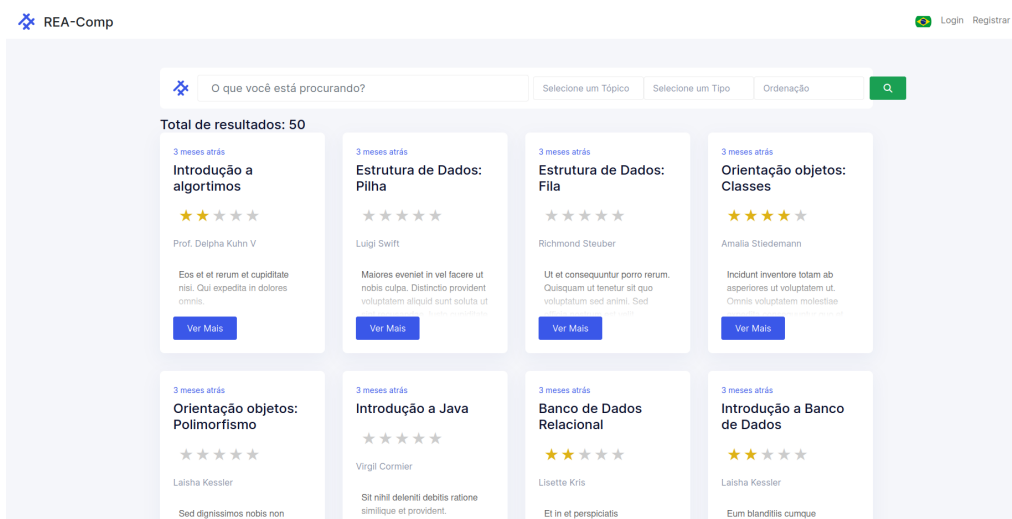 REA-Comp
Login Registrar
O que você está procurando?
Selecione um Tópico
Selecione um Tipo
Ordenação
Total de resultados: 50
3 meses atrás
Introdução a
algortimos
Prof. Delpha Kuhn V
Eos et et rerum et cupiditate
nisi. Qui expedita in dolores
omnis.
Ver Mais
3 meses atrás
Estrutura de Dados:
Pilha
Luigi Swift
Maiores eveniet in vel facere ut
nobis culpa. Distinctio provident
voluptatem aliquid sunt soluta ut
Ver Mais
3 meses atrás
Estrutura de Dados:
Fila
Richmond Steuber
Ut et consequuntur porro rerum.
Quisquam ut tenetur sit quo
voluptatum sed animi. Sed
Ver Mais
3 meses atrás
Orientação objetos:
Classes
Amalia Stiedemann
Incidunt inventore totam ab
asperiores ut voluptatem ut.
Omnis voluptatem molestiae
Ver Mais
3 meses atrás
Orientação objetos:
Polimorfismo
Laisha Kessler
Sed dignissimos nobis non
3 meses atrás
Introdução a Java
Virgil Cormier
Sit nihil deleniti debitis ratione
similique et provident.
3 meses atrás
Banco de Dados
Relacional
Lisette Kris
Et in et perspiciatis
3 meses atrás
Introdução a Banco
de Dados
Laisha Kessler
Eum blanditiis cumque